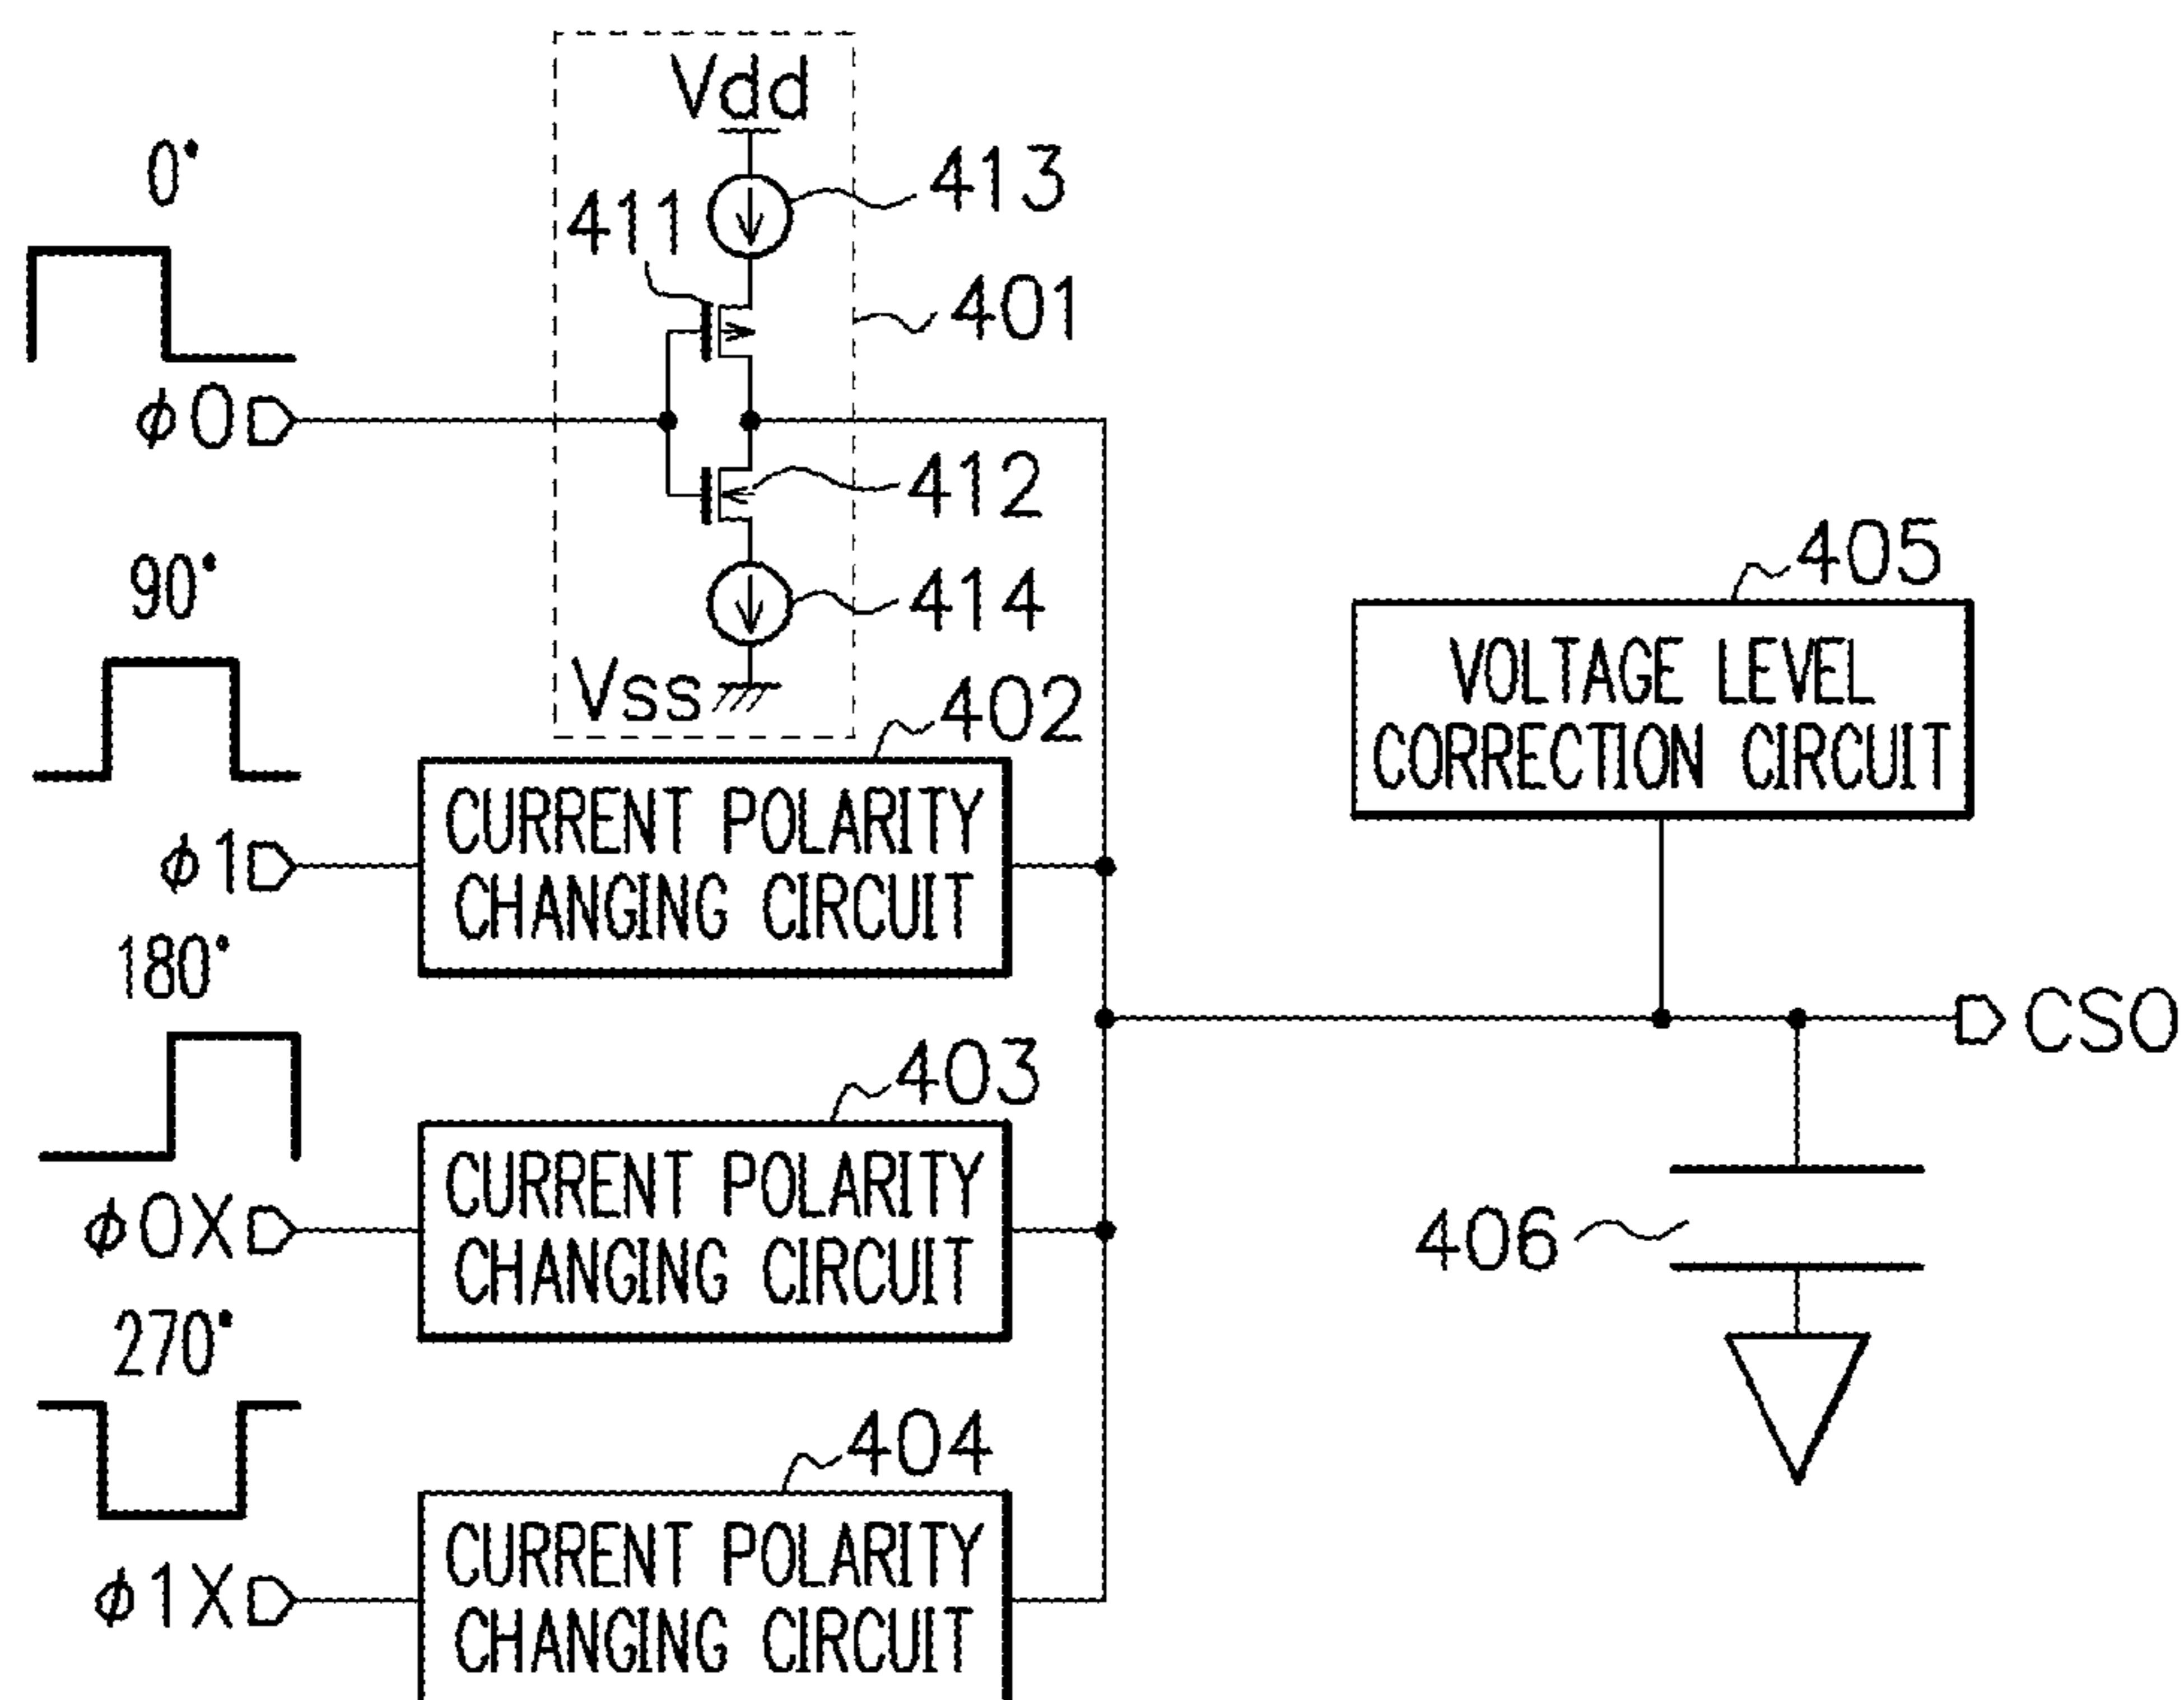 Vdd
0°
413
411
401
φ0
412
90°
414
405
VOLTAGE LEVEL
CORRECTION CIRCUIT
Vss
402
CURRENT POLARITY
CHANGING CIRCUIT
φ1
180°
CSO
403
CURRENT POLARITY
CHANGING CIRCUIT
φ0X
406
270°
404
CURRENT POLARITY
CHANGING CIRCUIT
φ1X